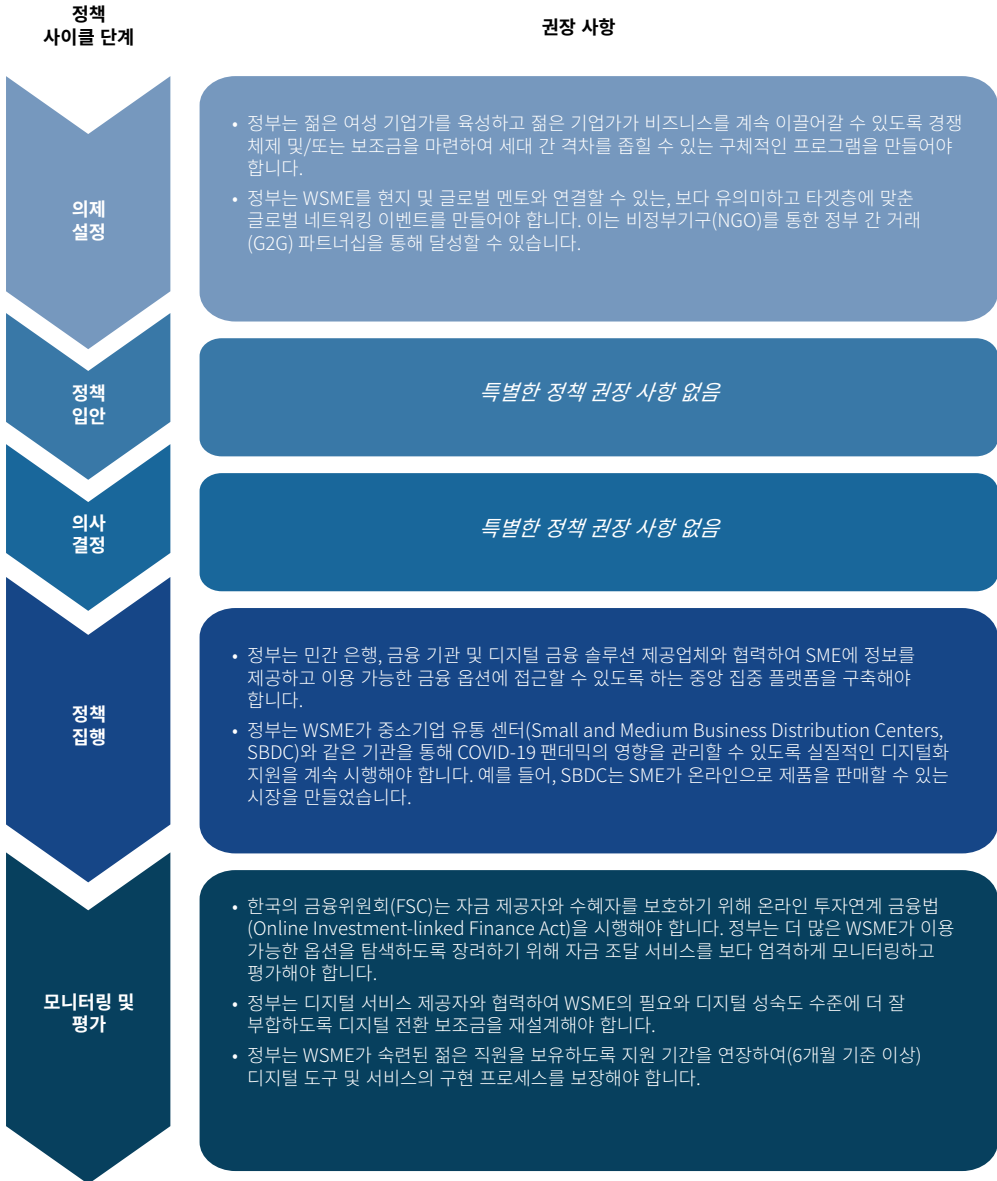 정책
사이클 단계
권장 사항
의제
설정
• 정부는 젊은 여성 기업가를 육성하고 젊은 기업가가 비즈니스를 계속 이끌어갈 수 있도록 경쟁
체제 및/또는 보조금을 마련하여 세대 간 격차를 좁힐 수 있는 구체적인 프로그램을 만들어야
합니다.
• 정부는 WSME를 현지 및 글로벌 멘토와 연결할 수 있는, 보다 유의미하고 타겟층에 맞춘
글로벌 네트워킹 이벤트를 만들어야 합니다. 이는 비정부기구(NGO)를 통한 정부 간 거래
(G2G) 파트너십을 통해 달성할 수 있습니다.
정책
입안
특별한 정책 권장 사항 없음
의사
결정
특별한 정책 권장 사항 없음
정책
집행
• 정부는 민간 은행, 금융 기관 및 디지털 금융 솔루션 제공업체와 협력하여 SME에 정보를
제공하고 이용 가능한 금융 옵션에 접근할 수 있도록 하는 중앙 집중 플랫폼을 구축해야
합니다.
• 정부는 WSME가 중소기업 유통 센터(Small and Medium Business Distribution Centers,
SBDC)와 같은 기관을 통해 COVID-19 팬데믹의 영향을 관리할 수 있도록 실질적인 디지털화
지원을 계속 시행해야 합니다. 예를 들어, SBDC는 SME가 온라인으로 제품을 판매할 수 있는
시장을 만들었습니다.
모니터링 및
평가
• 한국의 금융위원회(FSC)는 자금 제공자와 수혜자를 보호하기 위해 온라인 투자연계 금융법
(Online Investment-linked Finance Act)을 시행해야 합니다. 정부는 더 많은 WSME가 이용
가능한 옵션을 탐색하도록 장려하기 위해 자금 조달 서비스를 보다 엄격하게 모니터링하고
평가해야 합니다.
• 정부는 디지털 서비스 제공자와 협력하여 WSME의 필요와 디지털 성숙도 수준에 더 잘
부합하도록 디지털 전환 보조금을 재설계해야 합니다.
• 정부는 WSME가 숙련된 젊은 직원을 보유하도록 지원 기간을 연장하여(6개월 기준 이상)
디지털 도구 및 서비스의 구현 프로세스를 보장해야 합니다.